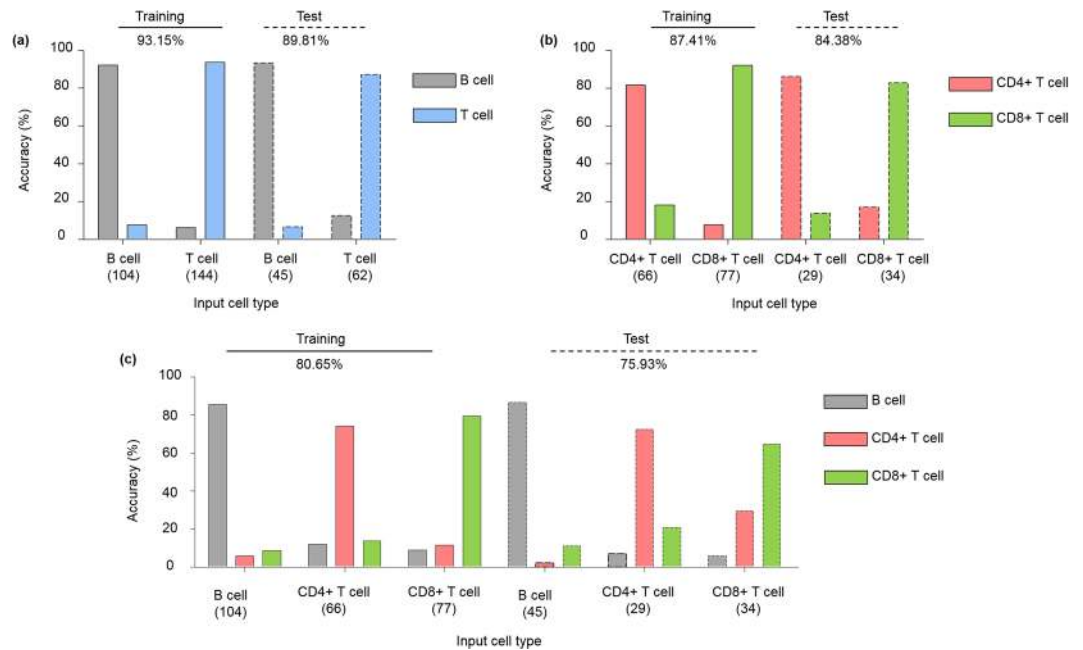 (a)
Training
Test
93.15%
89.81%
100
80
60
40
20
0
Accuracy (%)
B cell
(104)
T cell
(144)
B cell
(45)
T cell
(62)
Input cell type
B cell
T cell
(b)
Training
Test
87.41%
84.38%
100
80
60
40
20
0
Accuracy (%)
CD4+ T cell
(66)
CD8+ T cell
(77)
CD4+ T cell
(29)
CD8+ T cell
(34)
Input cell type
CD4+ T cell
CD8+ T cell
(c)
Training
Test
80.65%
75.93%
100
80
60
40
20
0
Accuracy (%)
B cell
(104)
CD4+ T cell
(66)
CD8+ T cell
(77)
B cell
(45)
CD4+ T cell
(29)
CD8+ T cell
(34)
Input cell type
B cell
CD4+ T cell
CD8+ T cell